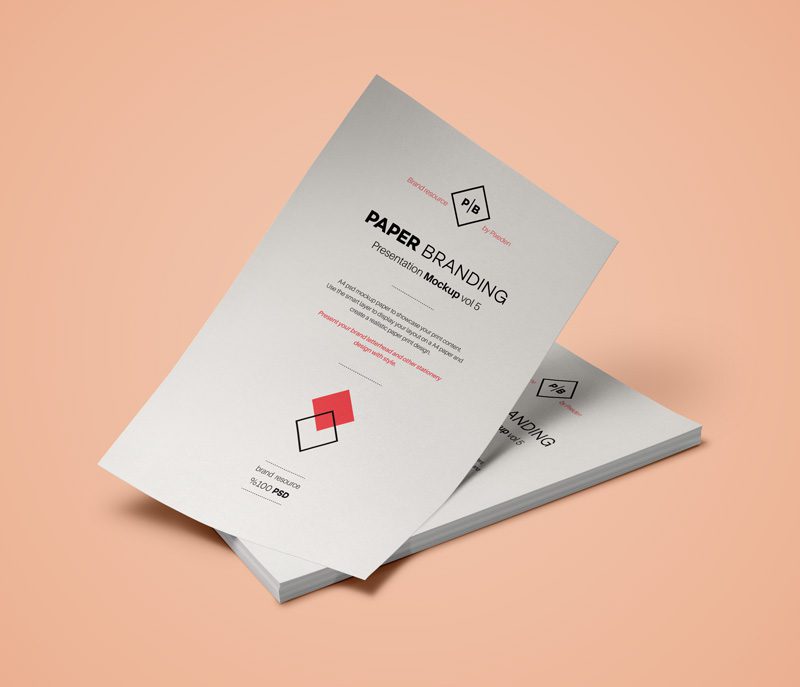 Brand resource
P/B
by Pixeden
PAPER BRANDING
Presentation Mockup vol 5
A4 psd mockup paper to showcase your print content.
Use the smart layer to display your layout on a A4 paper and
create a realistic paper print design.
Present your brand letterhead and other stationery
design with style.
brand resource
%100 PSD
P/B
by Pixeden
ANDING
up vol 5